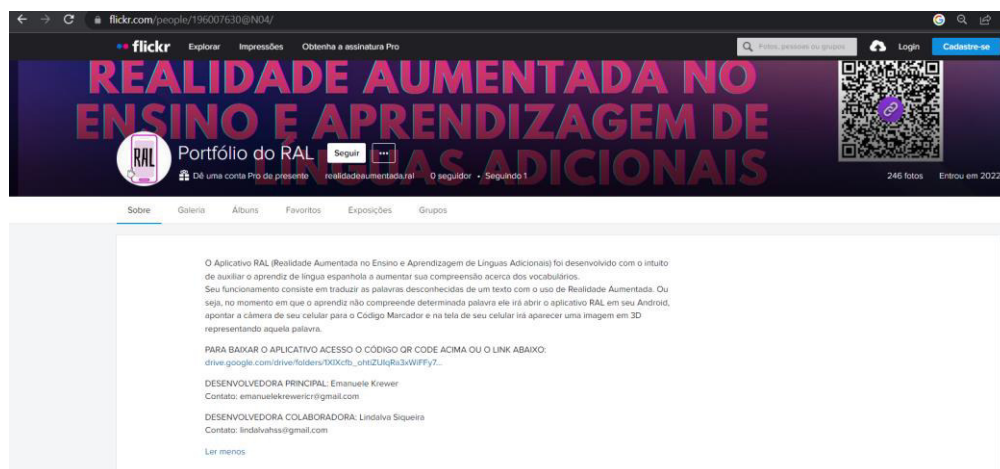 flickr.com/people/196007630@N04/
flickr Explorar Impressões Obtenha a assinatura Pro Fotos, pessoas ou grupos Login Cadastre-se
REALIDADE AUMENTADA NO
ENSINO E APRENDIZAGEM DE
LÍNGUAS ADICIONAIS
RAL
Portfólio do RAL Seguir ...
Dê uma conta Pro de presente realidadeaumentada.ral 0 seguidor • Seguindo 1 246 fotos Entrou em 2022
Sobre Galeria Álbuns Favoritos Exposições Grupos
O Aplicativo RAL (Realidade Aumentada no Ensino e Aprendizagem de Línguas Adicionais) foi desenvolvido com o intuito
de auxiliar o aprendiz de língua espanhola a aumentar sua compreensão acerca dos vocabulários.
Seu funcionamento consiste em traduzir as palavras desconhecidas de um texto com o uso de Realidade Aumentada. Ou
seja, no momento em que o aprendiz não compreende determinada palavra ele irá abrir o aplicativo RAL em seu Android,
apontar a câmera de seu celular para o Código Marcador e na tela de seu celular irá aparecer uma imagem em 3D
representando aquela palavra.
PARA BAIXAR O APLICATIVO ACESSO O CÓDIGO QR CODE ACIMA OU O LINK ABAIXO:
DESENVOLVEDORA PRINCIPAL: Emanuele Krewer
Contato: emanuelekrewericr@gmail.com
DESENVOLVEDORA COLABORADORA: Lindalva Siqueira
Contato: lindalvahss@gmail.com
Ler menos